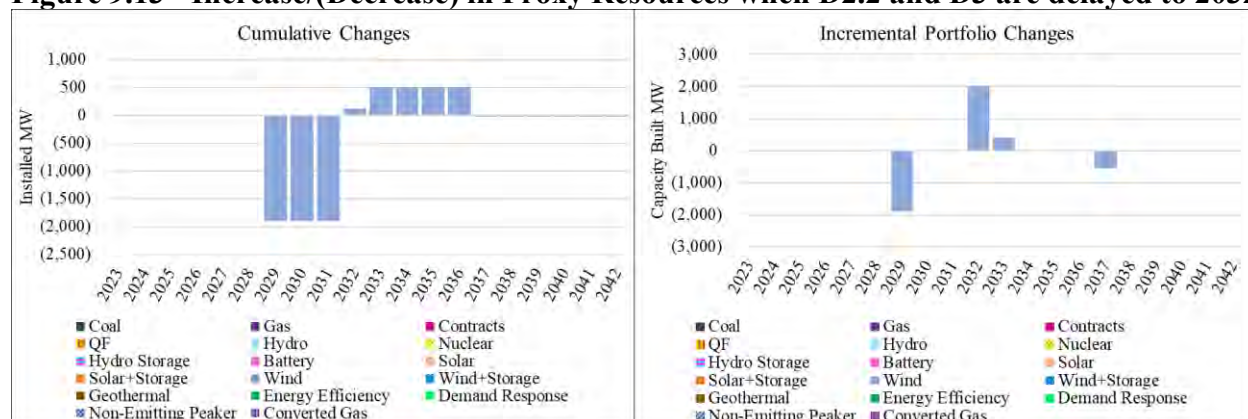 Figure 9.13 - Increase/(Decrease) in Proxy Resources when D2.2 and D3 are delayed to 2032
Cumulative Changes
Installed MW
1,000
500
0
(500)
(1,000)
(1,500)
(2,000)
(2,500)
2023 2024 2025 2026 2027 2028 2029 2030 2031 2032 2033 2034 2035 2036 2037 2038 2039 2040 2041 2042
Coal Gas Contracts
QF Hydro Nuclear
Hydro Storage Battery Solar
Solar+Storage Wind Wind+Storage
Geothermal Energy Efficiency Demand Response
Non-Emitting Peaker Converted Gas
Incremental Portfolio Changes
Capacity Built MW
3,000
2,000
1,000
0
(1,000)
(2,000)
(3,000)
2023 2024 2025 2026 2027 2028 2029 2030 2031 2032 2033 2034 2035 2036 2037 2038 2039 2040 2041 2042
Coal Gas Contracts
QF Hydro Nuclear
Hydro Storage Battery Solar
Solar+Storage Wind Wind+Storage
Geothermal Energy Efficiency Demand Response
Non-Emitting Peaker Converted Gas